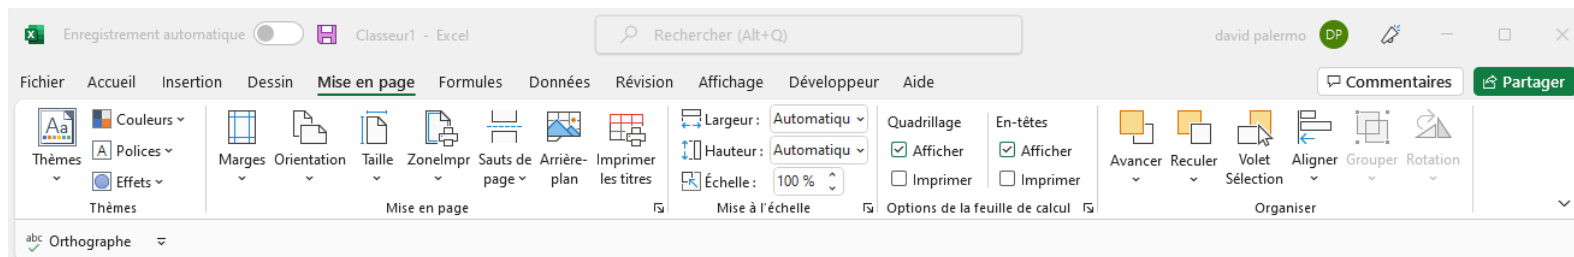 Enregistrement automatique Classeur1 - Excel Rechercher (Alt+Q) david palermo DP
Fichier Accueil Insertion Dessin Mise en page Formules Données Révision Affichage Développeur Aide Commentaires Partager
Aa Couleurs Largeur : Automatiqu Quadrillage En-têtes
Polices Hauteur : Automatiqu Afficher Afficher
Thèmes Marges Orientation Taille ZoneImpr Sauts de page Arrière-plan Imprimer les titres Avancer Reculer Volet Sélection Aligner Grouper Rotation
Effets Échelle : 100 % Imprimer Imprimer
Thèmes Mise en page Mise à l'échelle Options de la feuille de calcul Organiser
abc Orthographe